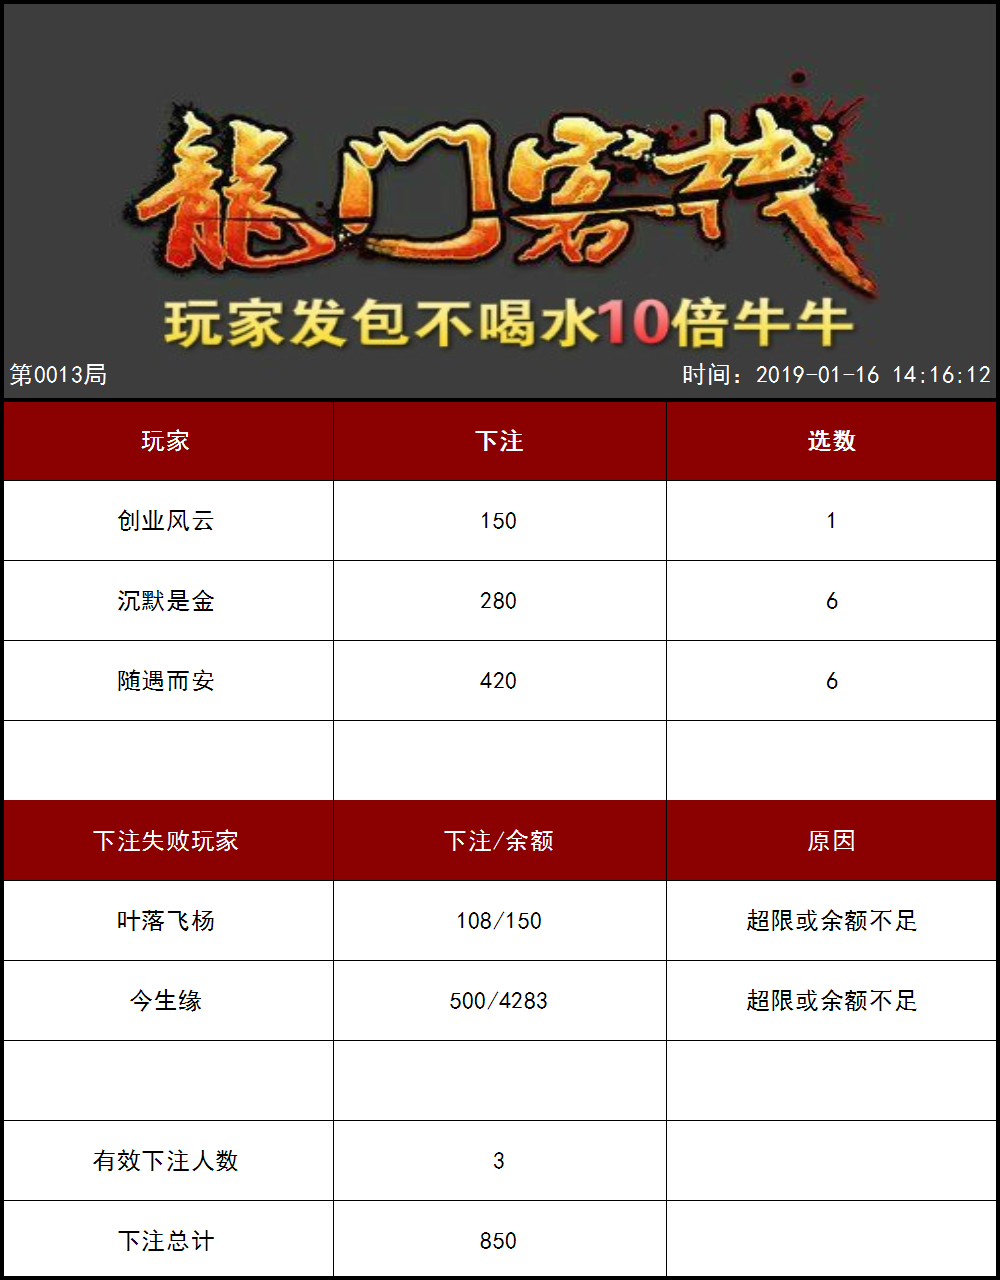 龍门客栈
玩家发包不喝水10倍牛牛
第0013局 时间：2019-01-16 14:16:12
玩家 下注 选数
创业风云 150 1
沉默是金 280 6
随遇而安 420 6
下注失败玩家 下注/余额 原因
叶落飞杨 108/150 超限或余额不足
今生缘 500/4283 超限或余额不足
有效下注人数 3
下注总计 850